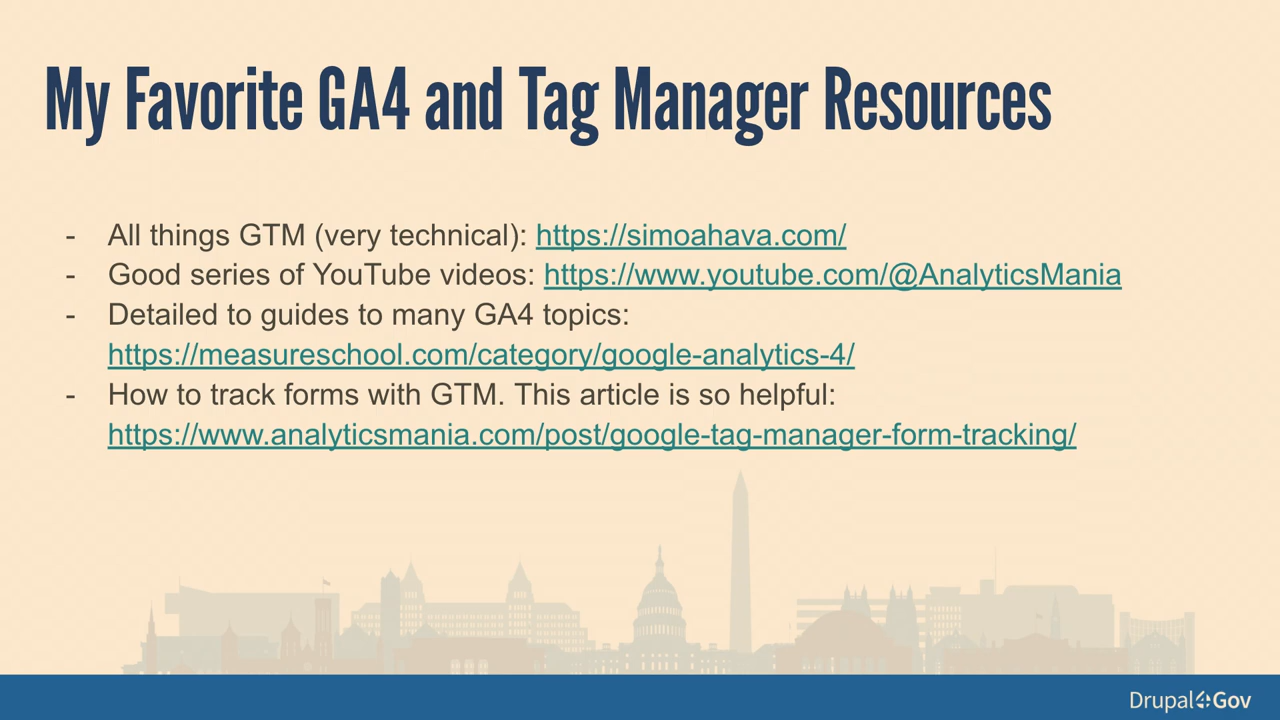 My Favorite GA4 and Tag Manager Resources
- All things GTM (very technical): https://simoahava.com/
- Good series of YouTube videos: https://www.youtube.com/@AnalyticsMania
- Detailed to guides to many GA4 topics:
https://measureschool.com/category/google-analytics-4/
- How to track forms with GTM. This article is so helpful:
https://www.analyticsmania.com/post/google-tag-manager-form-tracking/
Drupal4Gov